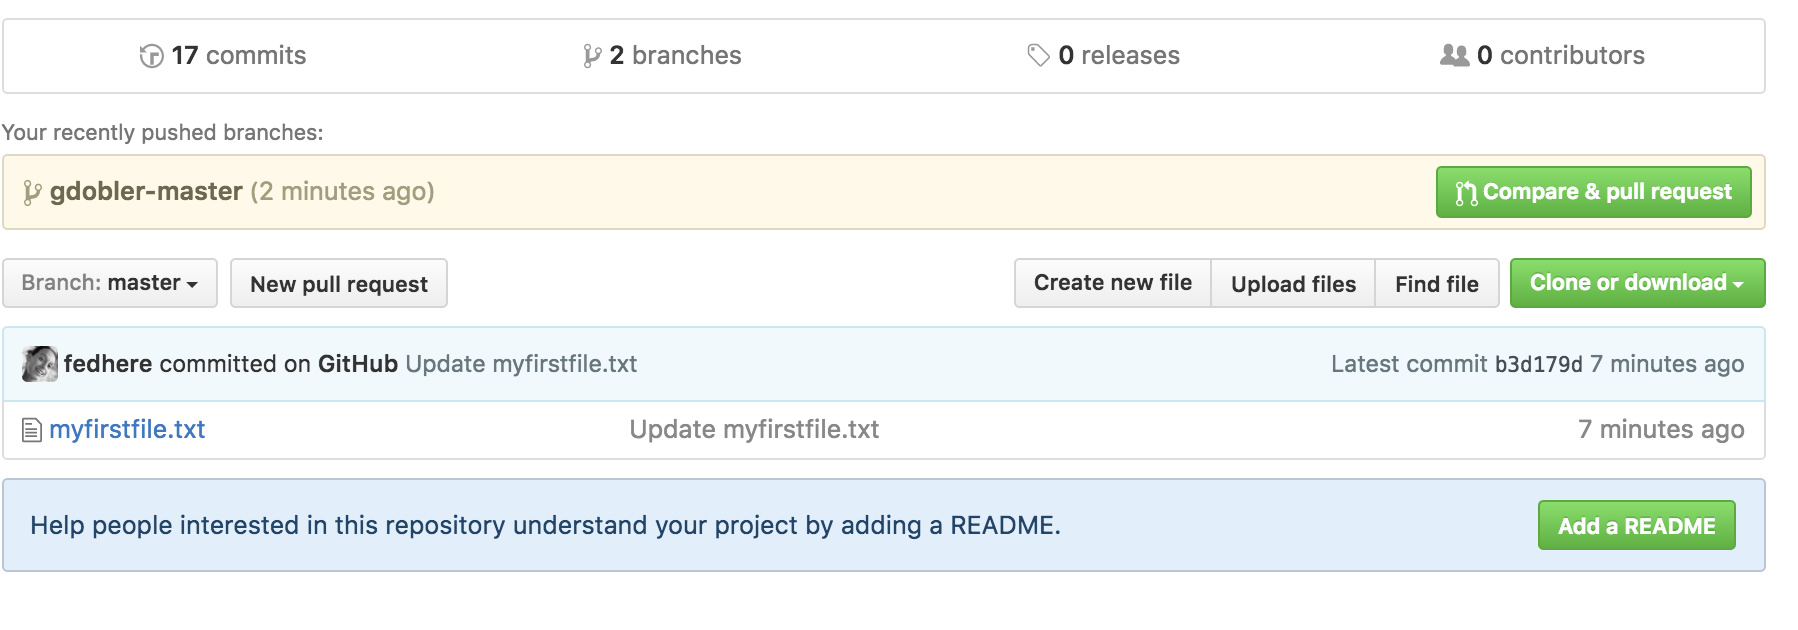 17 commits 2 branches 0 releases 0 contributors
Your recently pushed branches:
gdobler-master (2 minutes ago) Compare & pull request
Branch: master New pull request Create new file Upload files Find file Clone or download
fedhere committed on GitHub Update myfirstfile.txt Latest commit b3d179d 7 minutes ago
myfirstfile.txt Update myfirstfile.txt 7 minutes ago
Help people interested in this repository understand your project by adding a README. Add a README